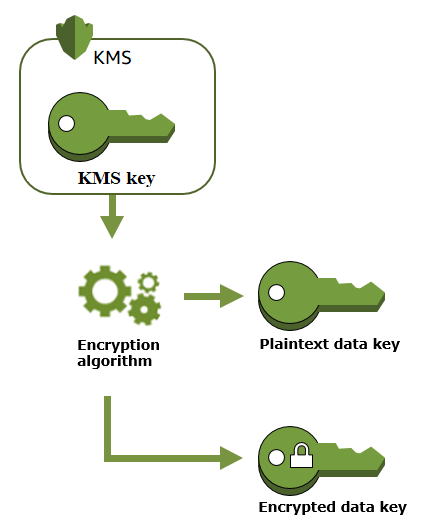 KMS
KMS key
Encryption
algorithm
Plaintext data key
Encrypted data key